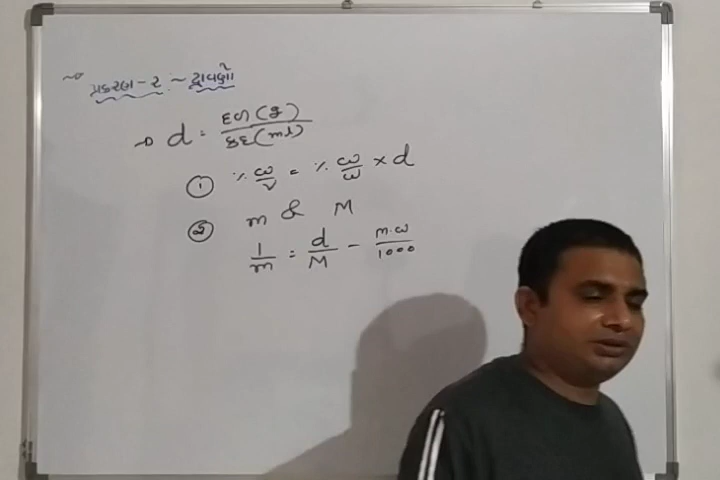 → પ્રકરણ-૨ ~ દ્રાવણો
→ d = દળ(g) / કદ(ml)
① % w/v = % w/w × d
② m & M
1/m = d/M - M.w/1000